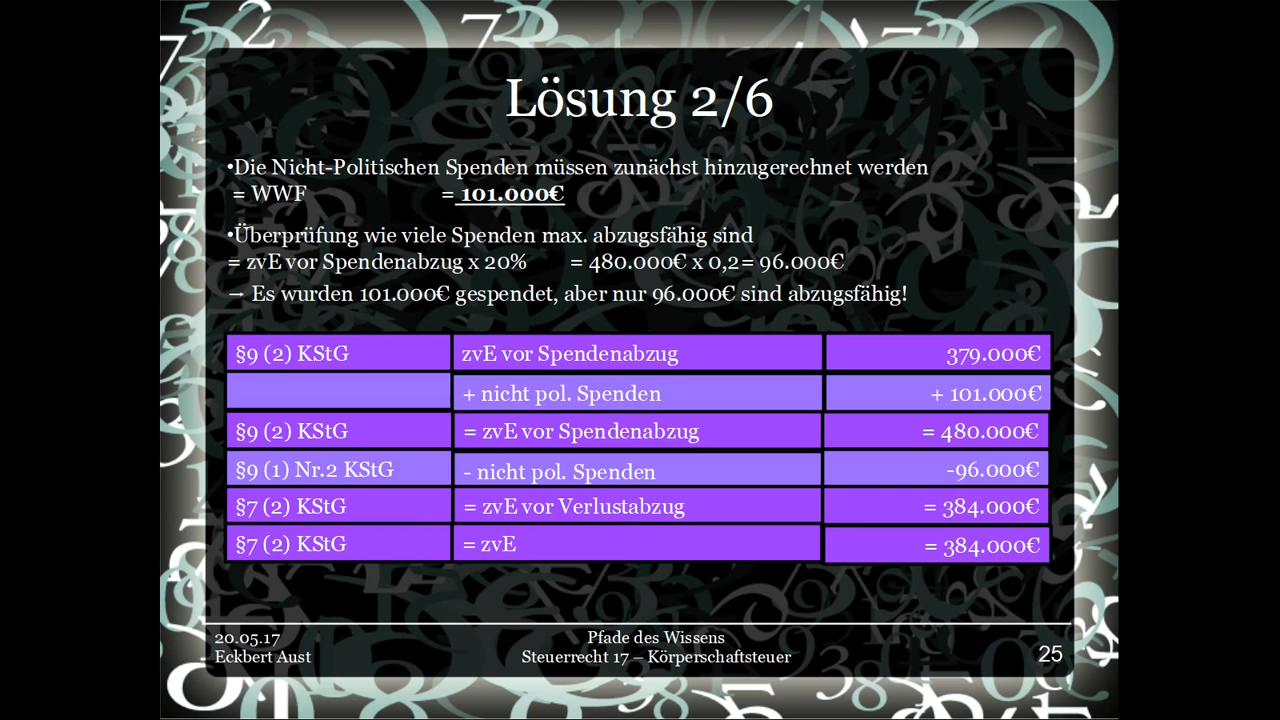 Lösung 2/6
•Die Nicht-Politischen Spenden müssen zunächst hinzugerechnet werden
= WWF = 101.000€
•Überprüfung wie viele Spenden max. abzugsfähig sind
= zvE vor Spendenabzug x 20% = 480.000€ x 0,2= 96.000€
→ Es wurden 101.000€ gespendet, aber nur 96.000€ sind abzugsfähig!
§9 (2) KStG zvE vor Spendenabzug 379.000€
+ nicht pol. Spenden + 101.000€
§9 (2) KStG = zvE vor Spendenabzug = 480.000€
§9 (1) Nr.2 KStG - nicht pol. Spenden -96.000€
§7 (2) KStG = zvE vor Verlustabzug = 384.000€
§7 (2) KStG = zvE = 384.000€
20.05.17 Pfade des Wissens
Eckbert Aust Steuerrecht 17 – Körperschaftsteuer 25